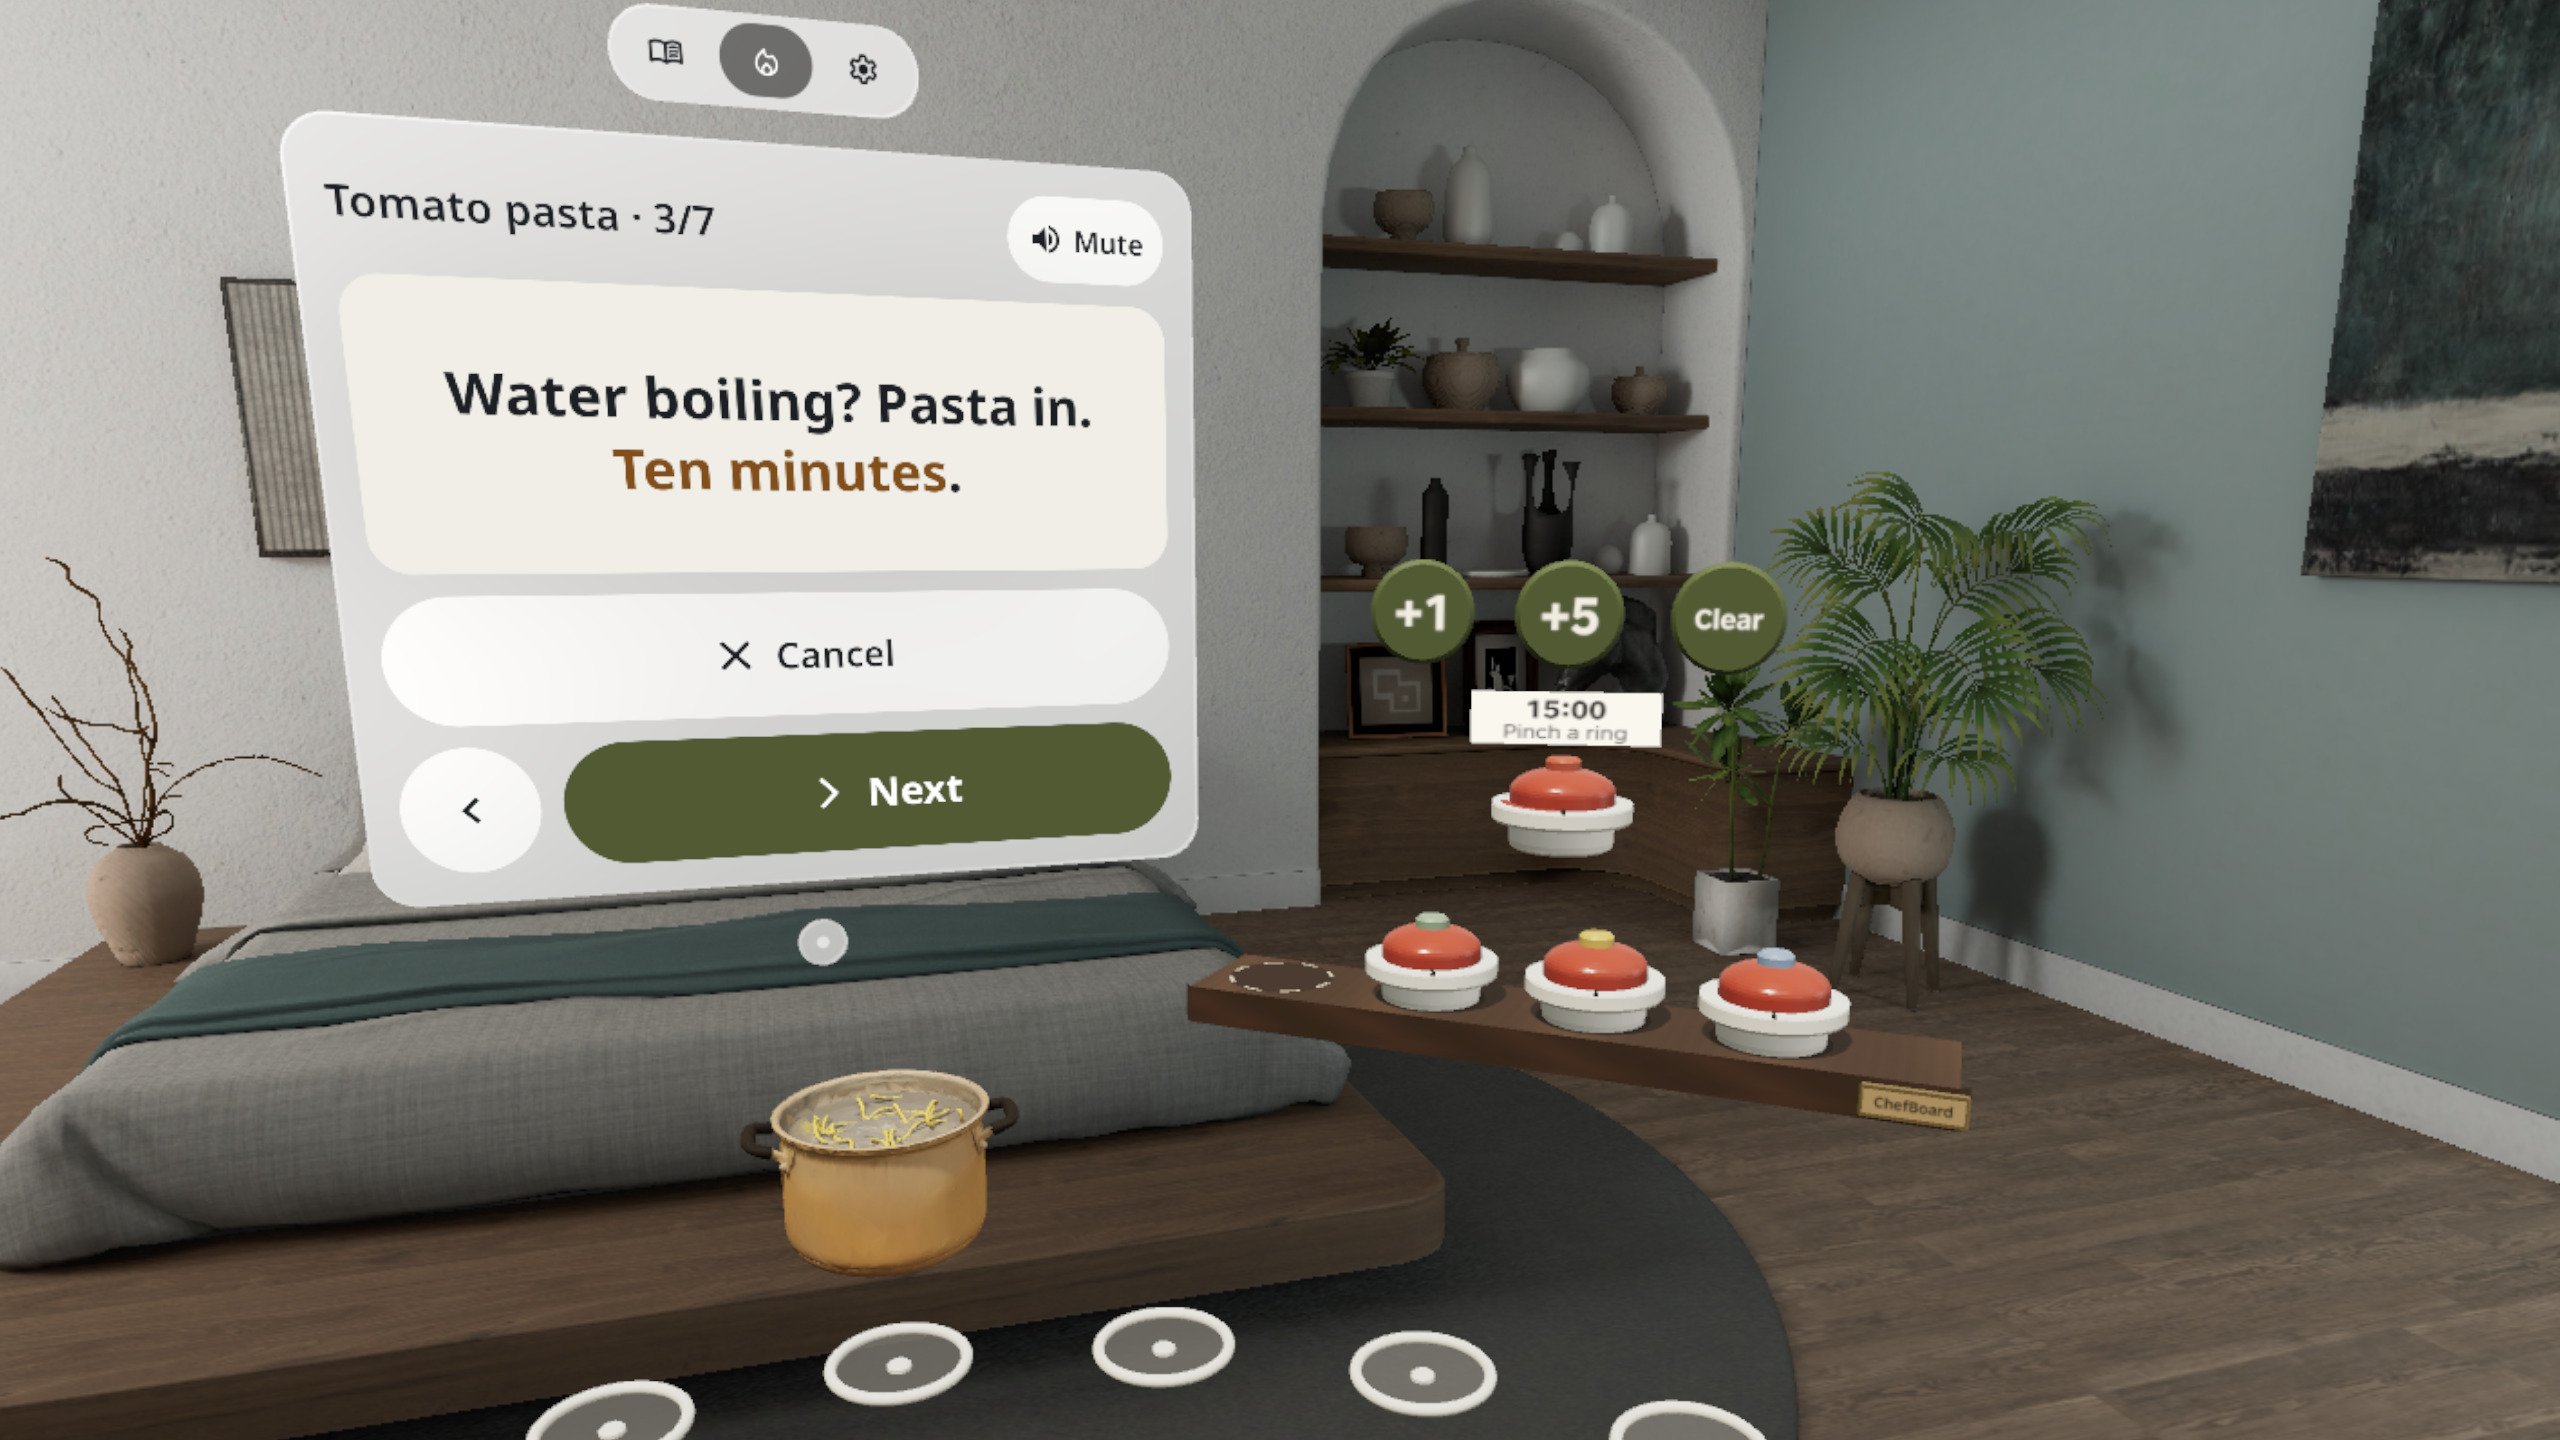 Tomato pasta · 3/7
Mute
Water boiling? Pasta in.
Ten minutes.
Cancel
Next
+1
+5
Clear
15:00
Pinch a ring
ChefBoard